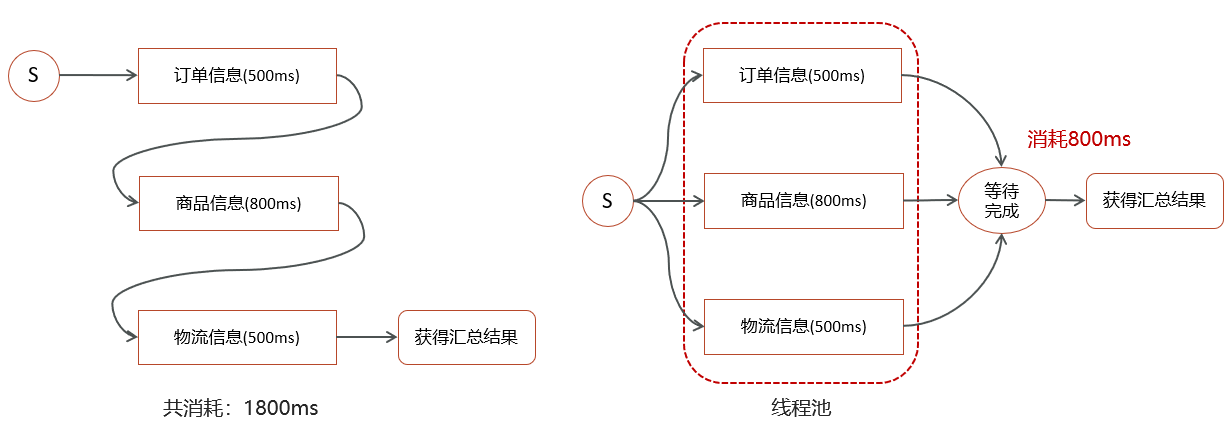 S
订单信息(500ms)
商品信息(800ms)
物流信息(500ms)
获得汇总结果
共消耗：1800ms
S
订单信息(500ms)
商品信息(800ms)
物流信息(500ms)
消耗800ms
等待
完成
获得汇总结果
线程池